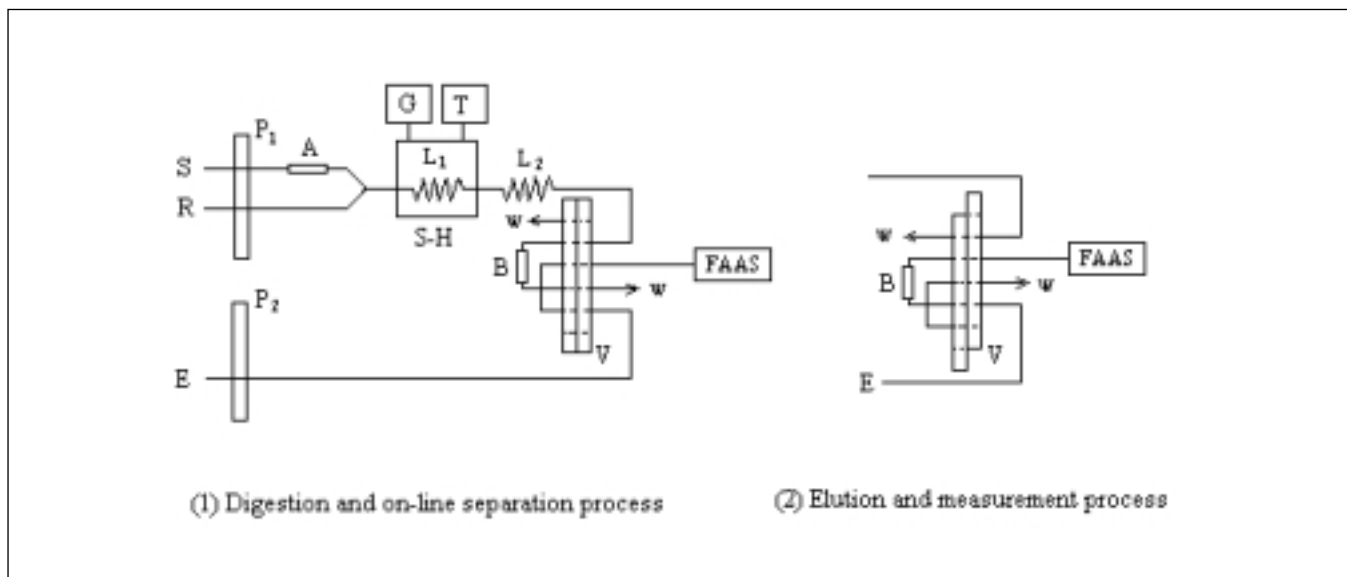 G T
P1
A
S
L1
L2
R
S-H
w
B
FAAS
w
P2
V
E
w
FAAS
B
w
V
E
(1) Digestion and on-line separation process
(2) Elution and measurement process